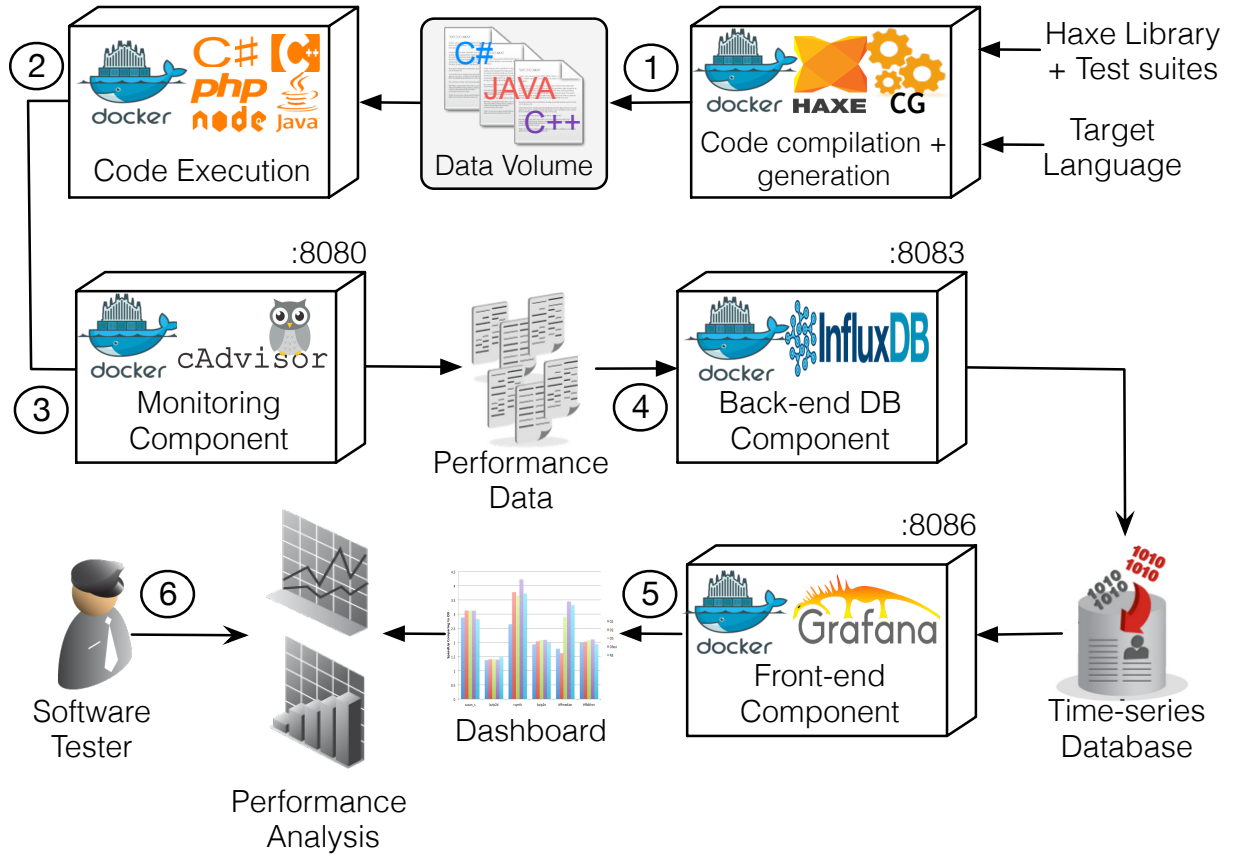 2
docker
C#
C++
php
node
Java
Code Execution
C#
JAVA
C++
Data Volume
1
docker
HAXE
CG
Code compilation +
generation
Haxe Library
+ Test suites
Target
Language
:8080
docker
cAdvisor
3
Monitoring
Component
Performance
Data
:8083
docker
InfluxDB
4
Back-end DB
Component
:8086
docker
Grafana
5
Front-end
Component
1010
1010
1010
1010
Time-series
Database
Dashboard
6
Software
Tester
Performance
Analysis